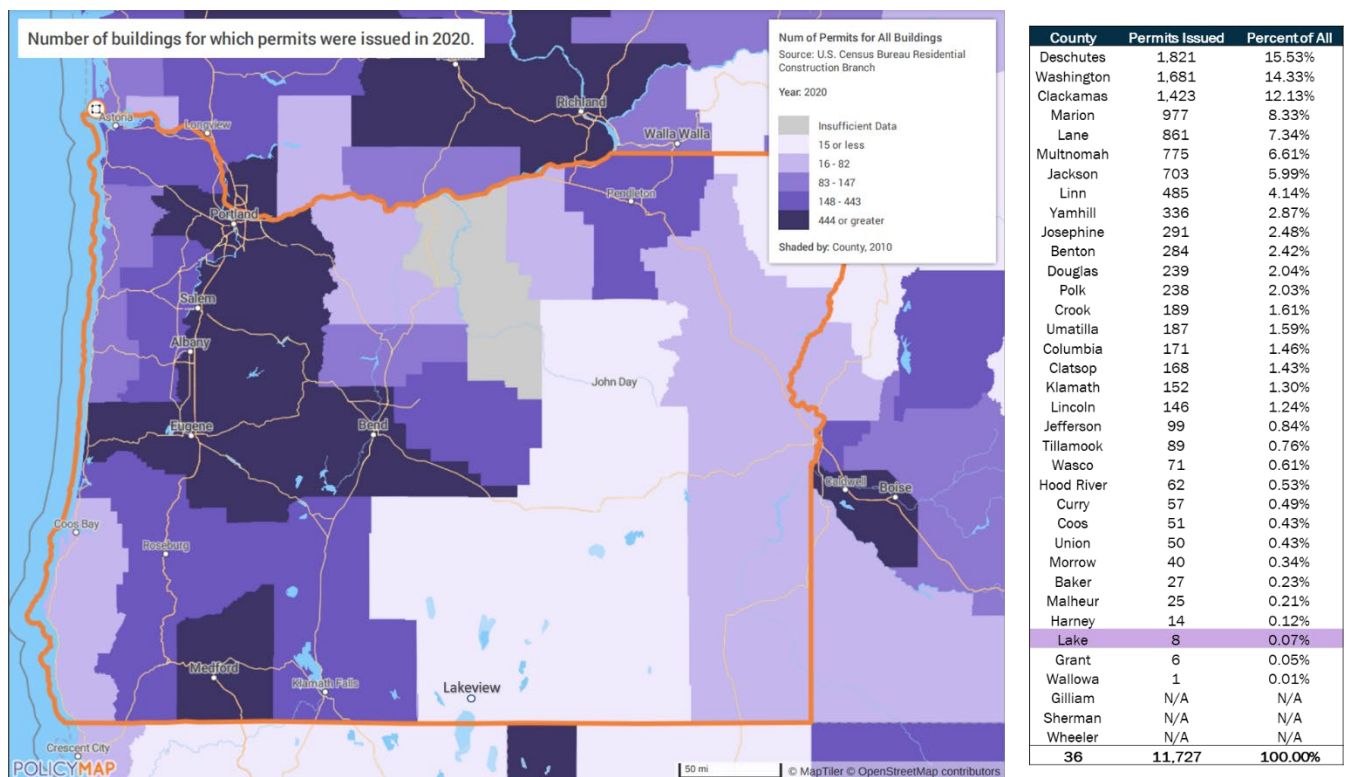 Number of buildings for which permits were issued in 2020.
Num of Permits for All Buildings
Source: U.S. Census Bureau Residential
Construction Branch
Year: 2020
Insufficient Data
15 or less
16 - 82
83 - 147
148 - 443
444 or greater
Shaded by: County, 2010
Richland
Astoria
Longview
Walla Walla
Pendleton
Portland
Salem
Albany
John Day
Eugene
Bend
Caldwell
Boise
Coos Bay
Roseburg
Medford
Klamath Falls
Lakeview
Crescent City
POLICYMAP
50 mi
© MapTiler © OpenStreetMap contributors
County Permits Issued Percent of All
Deschutes 1,821 15.53%
Washington 1,681 14.33%
Clackamas 1,423 12.13%
Marion 977 8.33%
Lane 861 7.34%
Multnomah 775 6.61%
Jackson 703 5.99%
Linn 485 4.14%
Yamhill 336 2.87%
Josephine 291 2.48%
Benton 284 2.42%
Douglas 239 2.04%
Polk 238 2.03%
Crook 189 1.61%
Umatilla 187 1.59%
Columbia 171 1.46%
Clatsop 168 1.43%
Klamath 152 1.30%
Lincoln 146 1.24%
Jefferson 99 0.84%
Tillamook 89 0.76%
Wasco 71 0.61%
Hood River 62 0.53%
Curry 57 0.49%
Coos 51 0.43%
Union 50 0.43%
Morrow 40 0.34%
Baker 27 0.23%
Malheur 25 0.21%
Harney 14 0.12%
Lake 8 0.07%
Grant 6 0.05%
Wallowa 1 0.01%
Gilliam N/A N/A
Sherman N/A N/A
Wheeler N/A N/A
36 11,727 100.00%